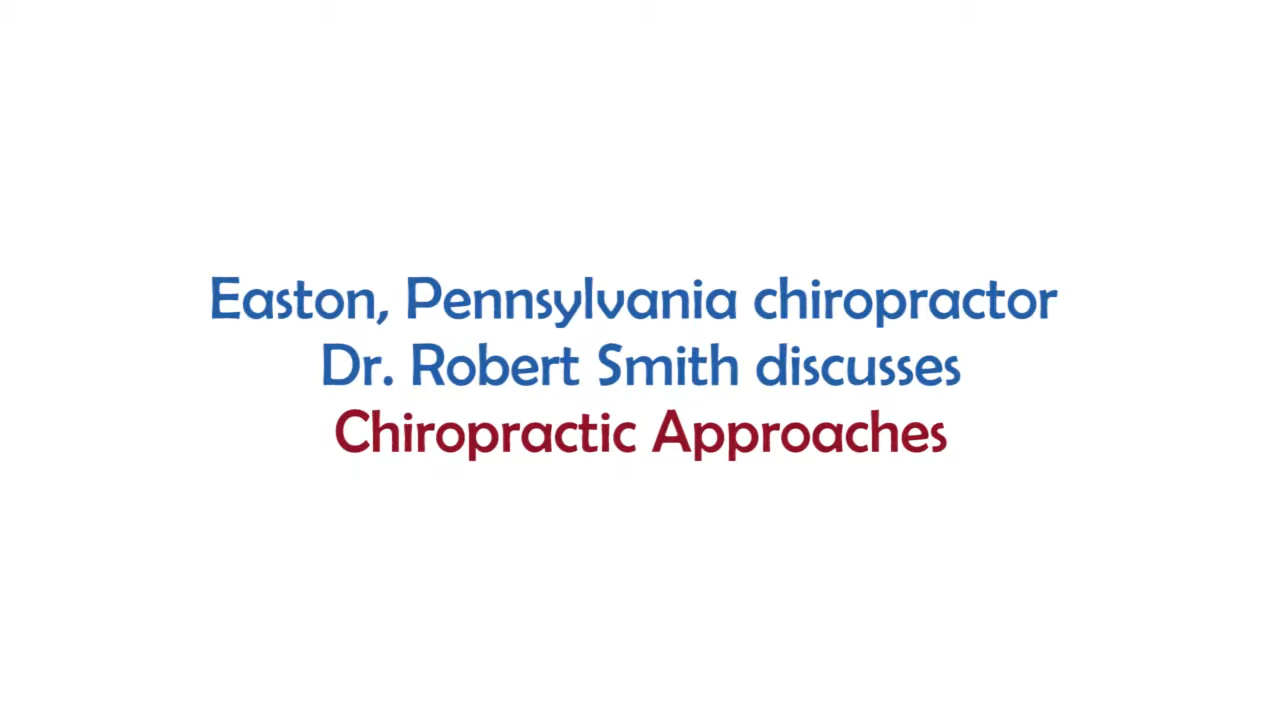 Easton, Pennsylvania chiropractor
Dr. Robert Smith discusses
Chiropractic Approaches